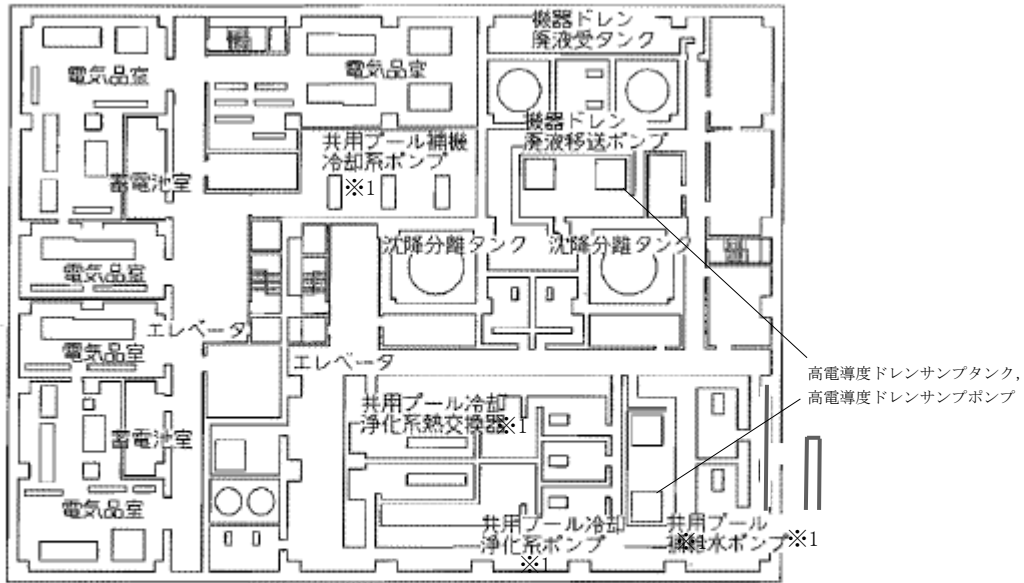 機器ドレン
廃液受タンク
電気品室
電気品室
機器ドレン
廃液移送ポンプ
共用プール補機
冷却系ポンプ
※1
蓄電池室
沈降分離タンク
沈降分離タンク
電気品室
エレベータ
電気品室
エレベータ
高電導度ドレンサンプタンク,
高電導度ドレンサンプポンプ
共用プール冷却
浄化系熱交換器※1
蓄電池室
電気品室
共用プール冷却
浄化系ポンプ
※1
共用プール
水ポンプ※1